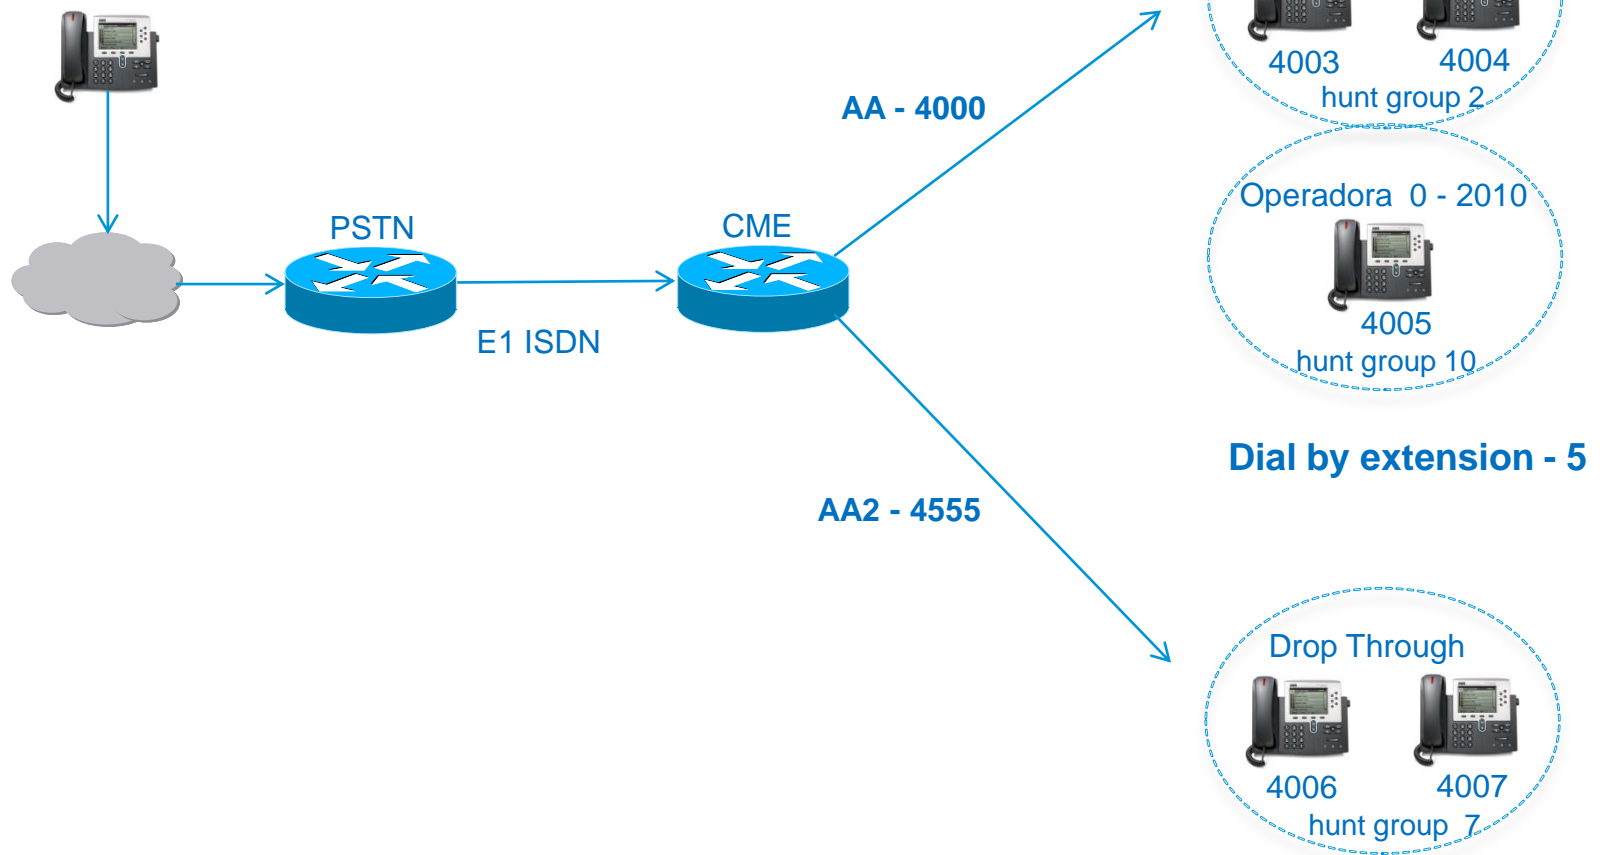 4003
4004
hunt group 2
AA - 4000
Operadora 0 - 2010
PSTN
CME
4005
E1 ISDN
hunt group 10
Dial by extension - 5
AA2 - 4555
Drop Through
4006
4007
hunt group 7